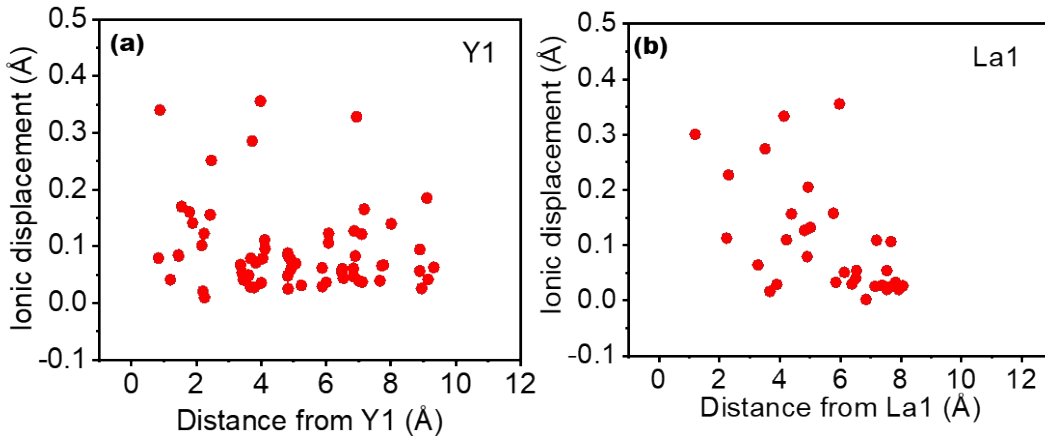 (a)
Y1
Ionic displacement (Å)
0.5
0.4
0.3
0.2
0.1
0.0
-0.1
0 2 4 6 8 10 12
Distance from Y1 (Å)
(b)
La1
Ionic displacement (Å)
0.5
0.4
0.3
0.2
0.1
0.0
-0.1
0 2 4 6 8 10 12
Distance from La1 (Å)